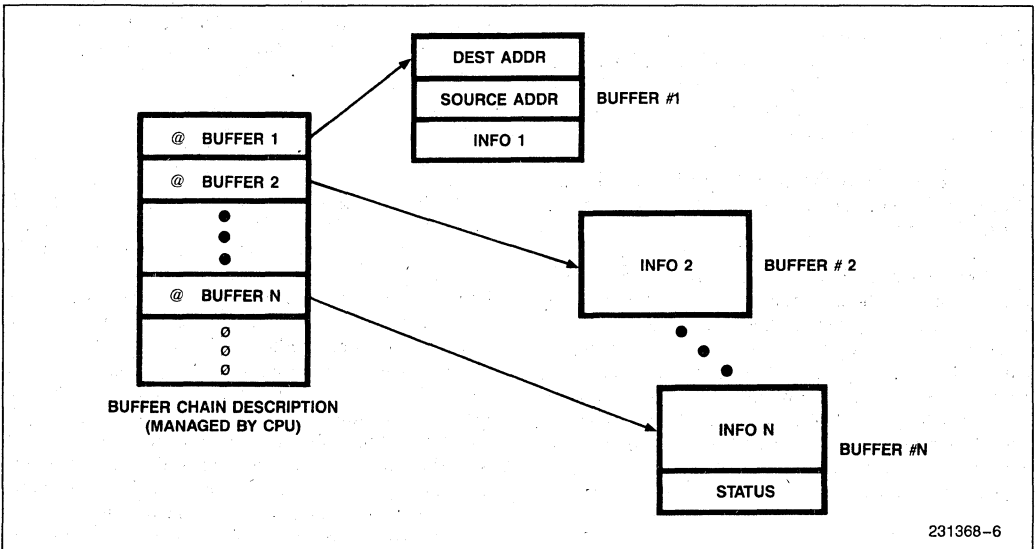 DEST ADDR
SOURCE ADDR
BUFFER #1
INFO 1
@ BUFFER 1
@ BUFFER 2
@ BUFFER N
Ø
Ø
Ø
BUFFER CHAIN DESCRIPTION
(MANAGED BY CPU)
INFO 2
BUFFER # 2
INFO N
BUFFER #N
STATUS
231368–6